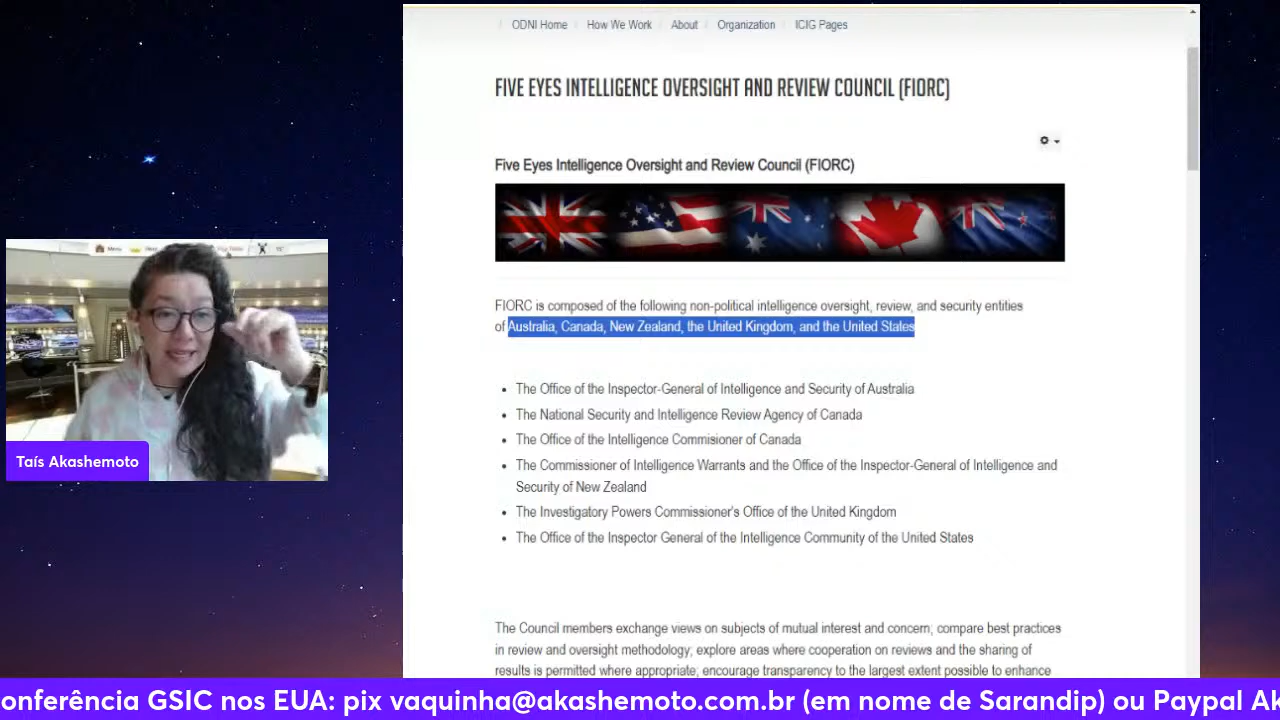 ODNI Home How We Work About Organization ICIG Pages
FIVE EYES INTELLIGENCE OVERSIGHT AND REVIEW COUNCIL (FIORC)
Five Eyes Intelligence Oversight and Review Council (FIORC)
FIORC is composed of the following non-political intelligence oversight, review, and security entities
of Australia, Canada, New Zealand, the United Kingdom, and the United States
The Office of the Inspector-General of Intelligence and Security of Australia
The National Security and Intelligence Review Agency of Canada
The Office of the Intelligence Commisioner of Canada
The Commissioner of Intelligence Warrants and the Office of the Inspector-General of Intelligence and
Security of New Zealand
The Investigatory Powers Commissioner's Office of the United Kingdom
The Office of the Inspector General of the Intelligence Community of the United States
The Council members exchange views on subjects of mutual interest and concern; compare best practices
in review and oversight methodology; explore areas where cooperation on reviews and the sharing of
results is permitted where appropriate; encourage transparency to the largest extent possible to enhance
Menu
Taís Akashemoto
onferência GSIC nos EUA: pix vaquinha@akashemoto.com.br (em nome de Sarandip) ou Paypal Ak